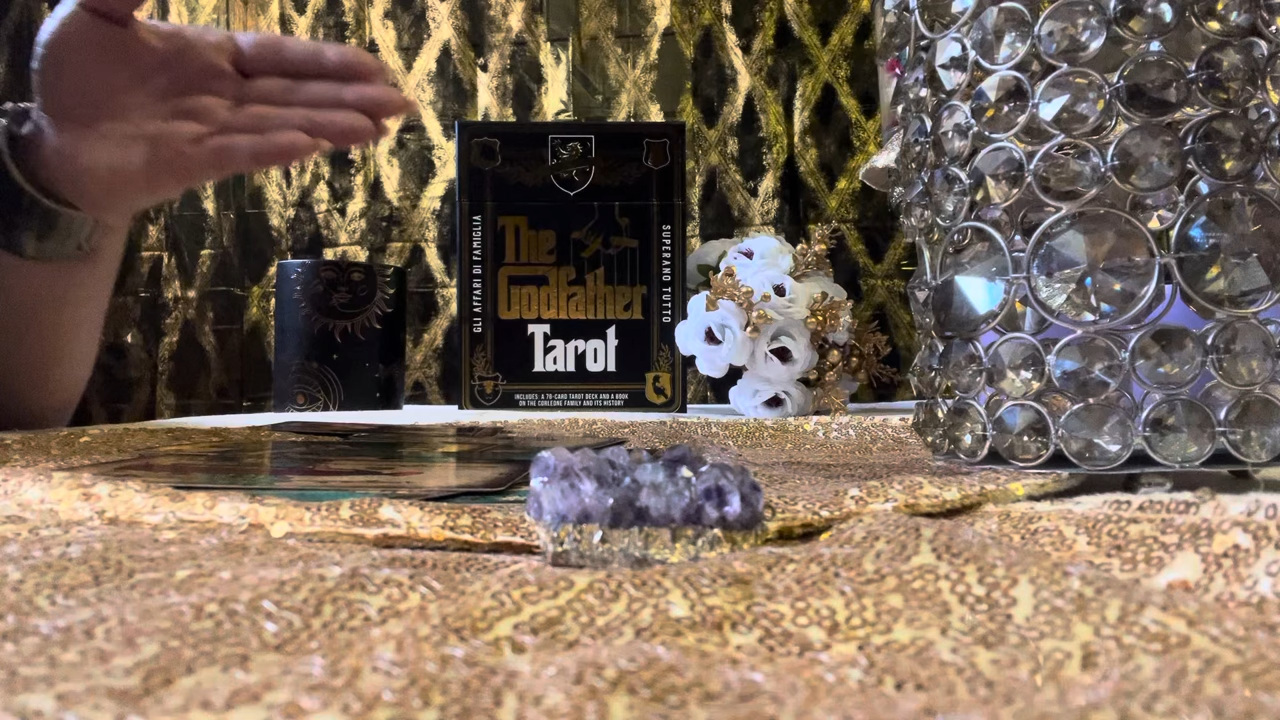 GLI AFFARI DI FAMIGLIA
The
Godfather
Tarot
SUPERANO TUTTO
INCLUDES: A 78-CARD TAROT DECK AND A BOOK
ON THE CORLEONE FAMILY AND ITS HISTORY